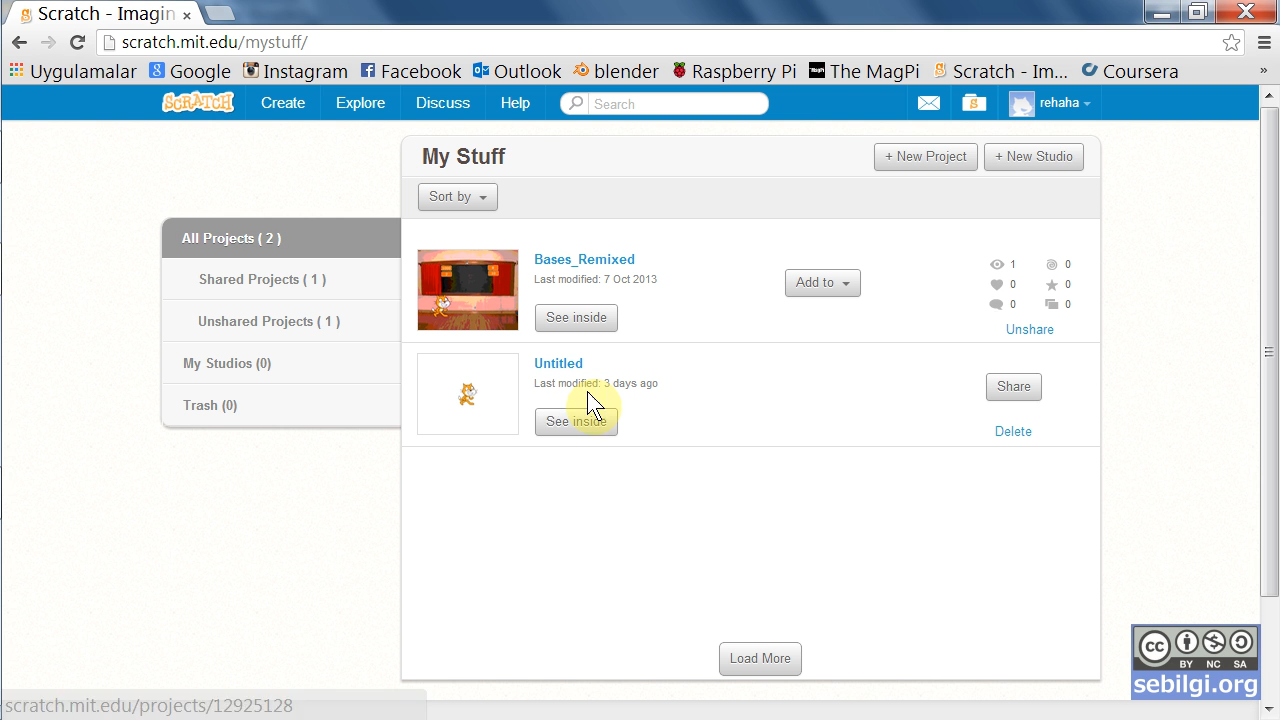 Scratch - Imagin
scratch.mit.edu/mystuff/
Uygulamalar Google Instagram Facebook Outlook blender Raspberry Pi The MagPi Scratch - Im... Coursera »
SCRATCH Create Explore Discuss Help Search rehaha
My Stuff + New Project + New Studio
Sort by
All Projects ( 2 )
Shared Projects ( 1 )
Unshared Projects ( 1 )
My Studios (0)
Trash (0)
Bases_Remixed
Last modified: 7 Oct 2013
See inside
Add to
1 0
0 0
0 0
Unshare
Untitled
Last modified: 3 days ago
See inside
Share
Delete
Load More
cc BY NC SA
sebilgi.org
scratch.mit.edu/projects/12925128